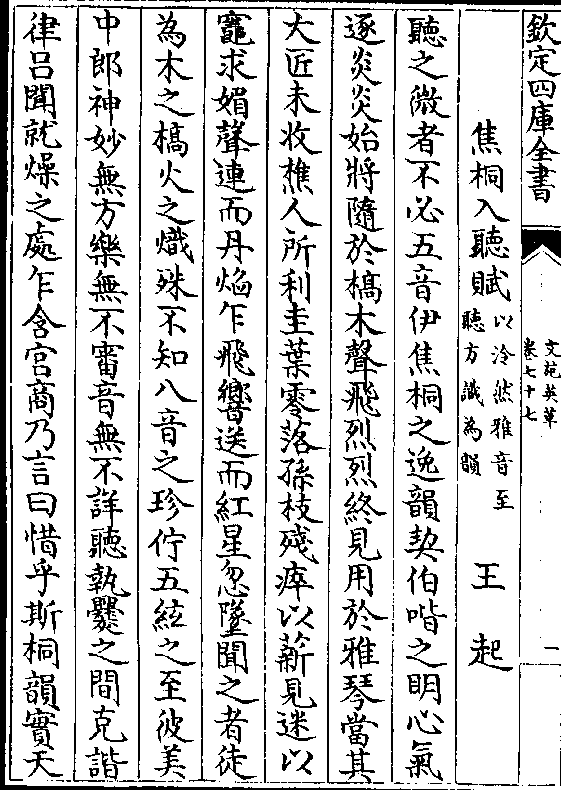 欽定四庫全書
文苑英華
卷七十七
一
焦桐入聽賦
以泠然雅音至
聽方識為韻
王起
聽之微者不必五音伊焦桐之逸韻契伯喈之明心氣
逐炎炎始將隨於槁木聲飛烈烈終見用於雅琴當其
大匠未收樵人所利圭葉零落孫枝殘瘁以薪見迷以
竈求媚聲連而丹焰乍飛響送而紅星忽墜聞之者徒
為木之槁火之熾殊不知八音之珍佇五絃之至彼美
中郎神妙無方樂無不審音無不詳聽執爨之間克諧
律呂聞就燥之處乍含宮商乃言曰惜乎斯桐韻實天